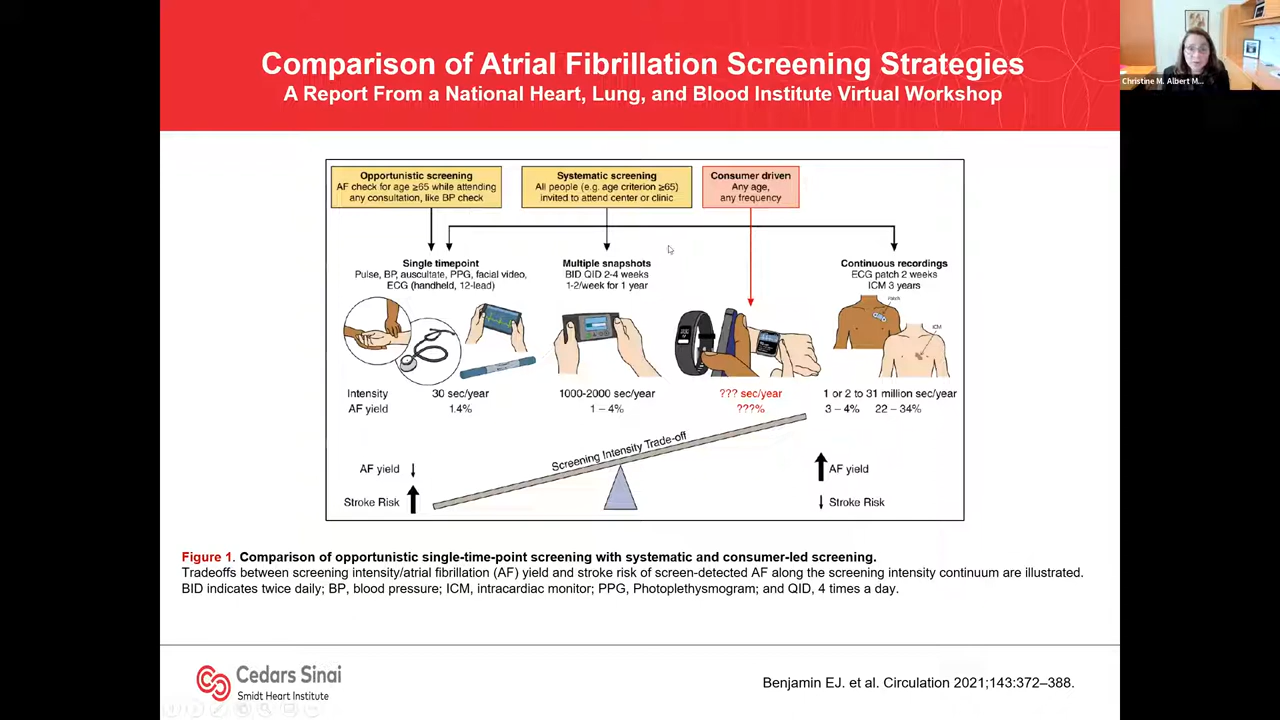 Comparison of Atrial Fibrillation Screening Strategies
A Report From a National Heart, Lung, and Blood Institute Virtual Workshop
Christine M. Albert M...
Opportunistic screening
AF check for age ≥65 while attending
any consultation, like BP check
Systematic screening
All people (e.g. age criterion ≥65)
invited to attend center or clinic
Consumer driven
Any age,
any frequency
Single timepoint
Pulse, BP, auscultate, PPG, facial video,
ECG (handheld, 12-lead)
Multiple snapshots
BID QID 2-4 weeks
1-2/week for 1 year
Continuous recordings
ECG patch 2 weeks
ICM 3 years
Patch
ICM
Intensity 30 sec/year 1000-2000 sec/year ??? sec/year 1 or 2 to 31 million sec/year
AF yield 1.4% 1 – 4% ???% 3 – 4% 22 – 34%
Screening Intensity Trade-off
AF yield ↓
Stroke Risk ↑
↑ AF yield
↓ Stroke Risk
Figure 1. Comparison of opportunistic single-time-point screening with systematic and consumer-led screening.
Tradeoffs between screening intensity/atrial fibrillation (AF) yield and stroke risk of screen-detected AF along the screening intensity continuum are illustrated.
BID indicates twice daily; BP, blood pressure; ICM, intracardiac monitor; PPG, Photoplethysmogram; and QID, 4 times a day.
Cedars Sinai
Smidt Heart Institute
Benjamin EJ. et al. Circulation 2021;143:372–388.